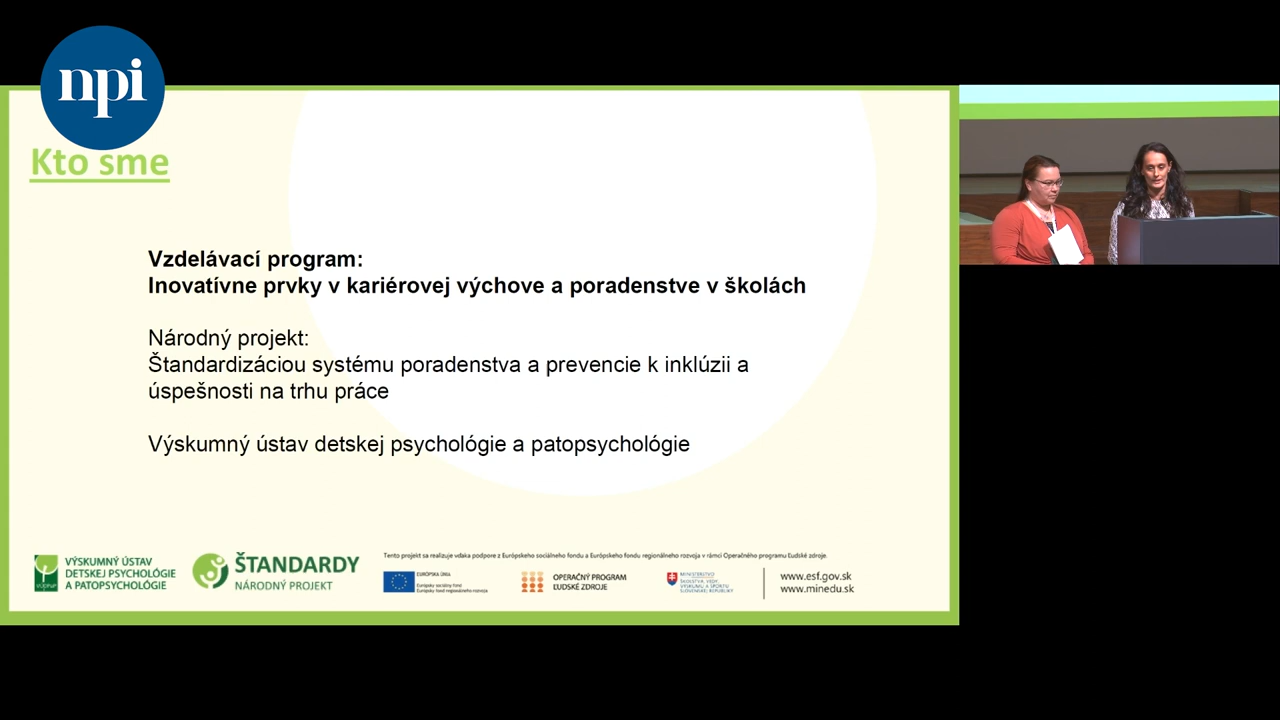 npi
Kto sme
Vzdelávací program:
Inovatívne prvky v kariérovej výchove a poradenstve v školách
Národný projekt:
Štandardizáciou systému poradenstva a prevencie k inklúzii a
úspešnosti na trhu práce
Výskumný ústav detskej psychológie a patopsychológie
VÝSKUMNÝ ÚSTAV
DETSKEJ PSYCHOLÓGIE
A PATOPSYCHOLÓGIE
ŠTANDARDY
NÁRODNÝ PROJEKT
Tento projekt sa realizuje vďaka podpore z Európskeho sociálneho fondu a Európskeho fondu regionálneho rozvoja v rámci Operačného programu Ľudské zdroje.
EURÓPSKA ÚNIA
Európsky sociálny fond
Európsky fond regionálneho rozvoja
OPERAČNÝ PROGRAM
ĽUDSKÉ ZDROJE
MINISTERSTVO
ŠKOLSTVA, VEDY,
VÝSKUMU A ŠPORTU
SLOVENSKEJ REPUBLIKY
www.esf.gov.sk
www.minedu.sk